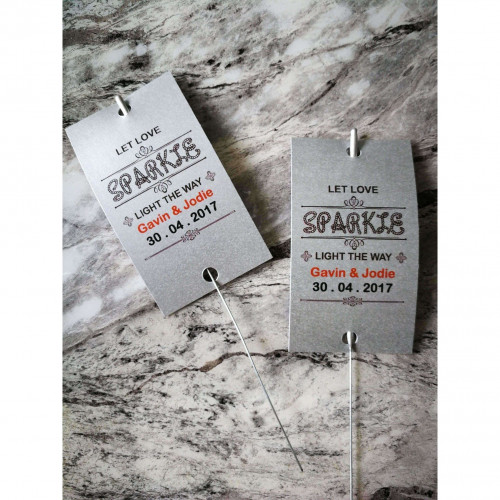 LET LOVE
SPARKLE
LIGHT THE WAY
Gavin & Jodie
30 . 04 . 2017
LET LOVE
SPARKLE
LIGHT THE WAY
Gavin & Jodie
30 . 04 . 2017